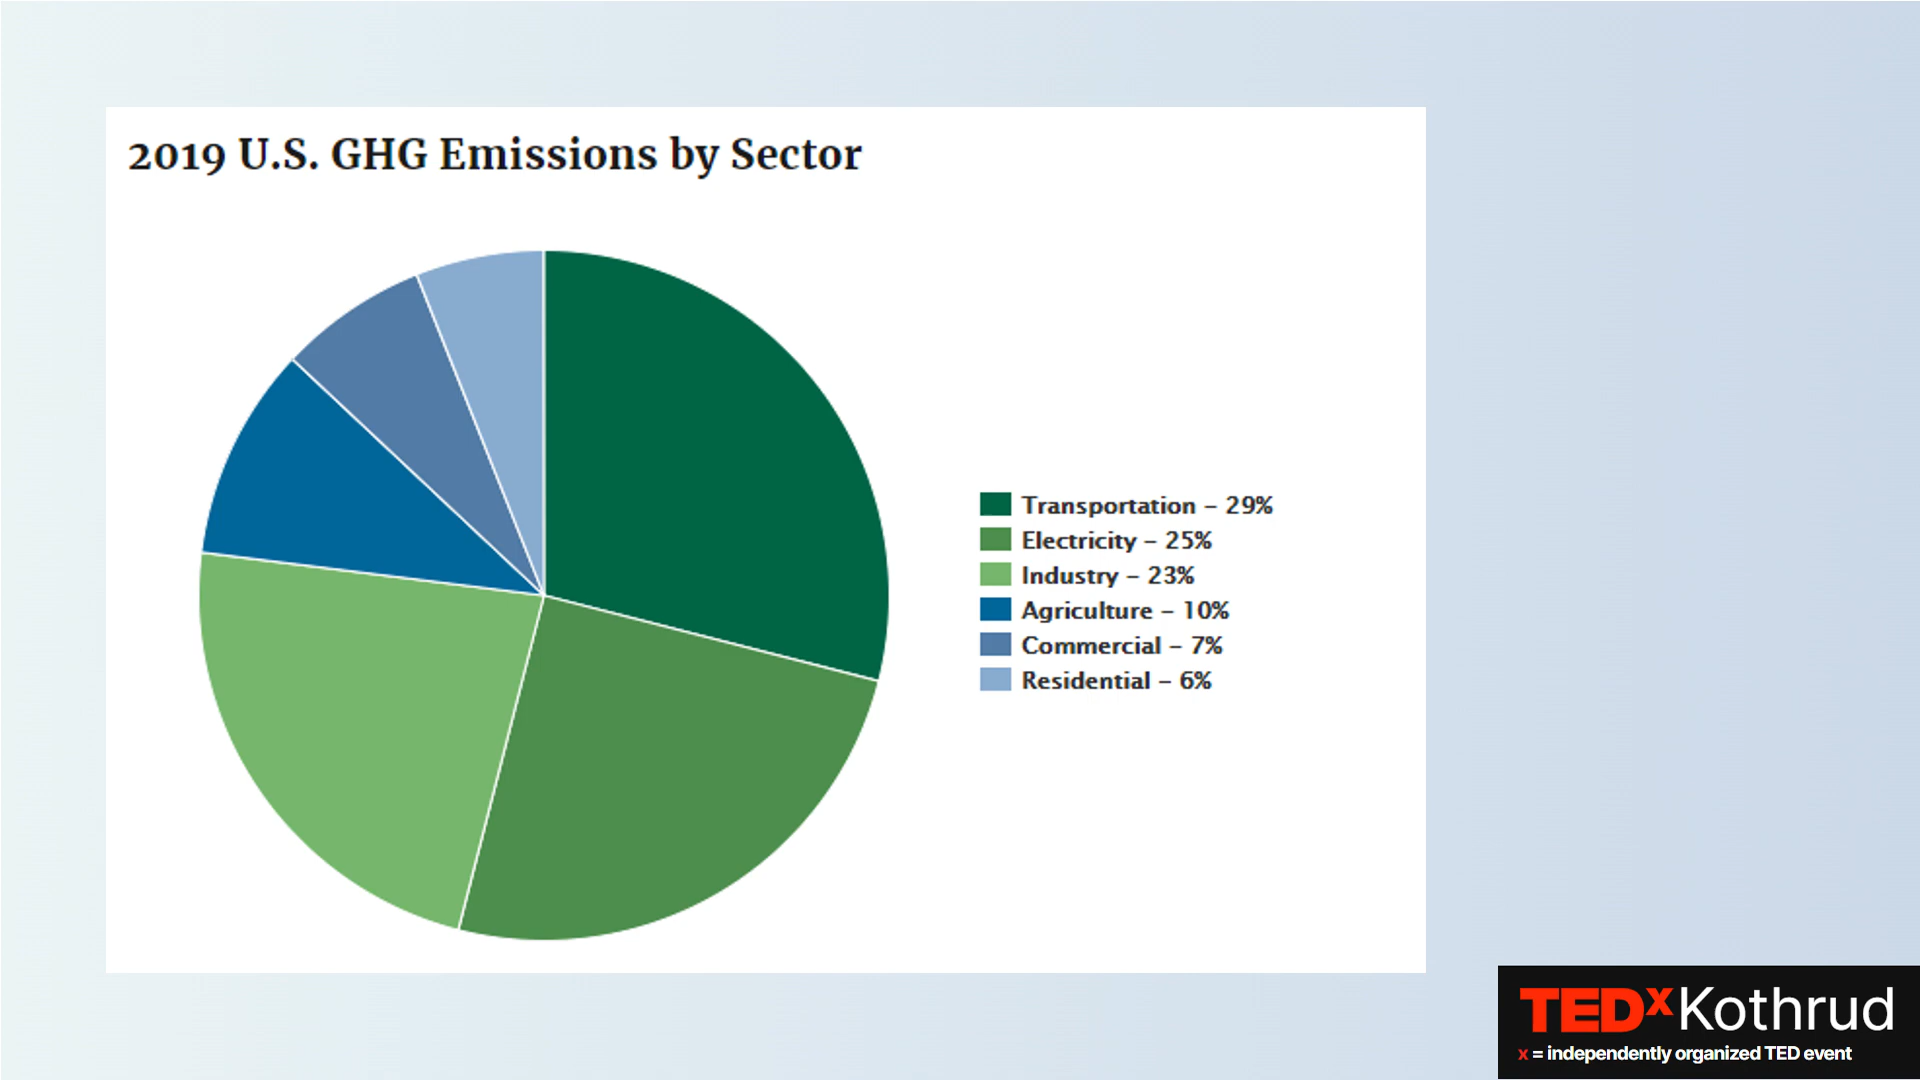 2019 U.S. GHG Emissions by Sector
Transportation – 29%
Electricity – 25%
Industry – 23%
Agriculture – 10%
Commercial – 7%
Residential – 6%
TEDxKothrud
x = independently organized TED event